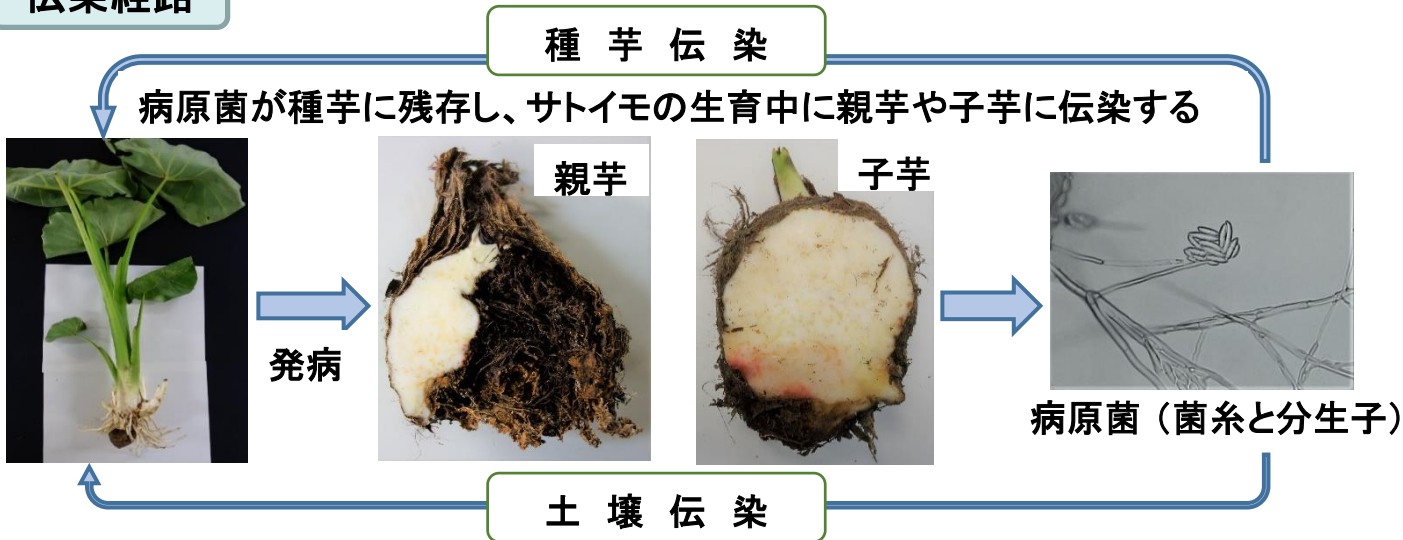 伝染経路
種 芋 伝 染
病原菌が種芋に残存し、サトイモの生育中に親芋や子芋に伝染する
親芋
子芋
発病
病原菌（菌糸と分生子）
土 壌 伝 染